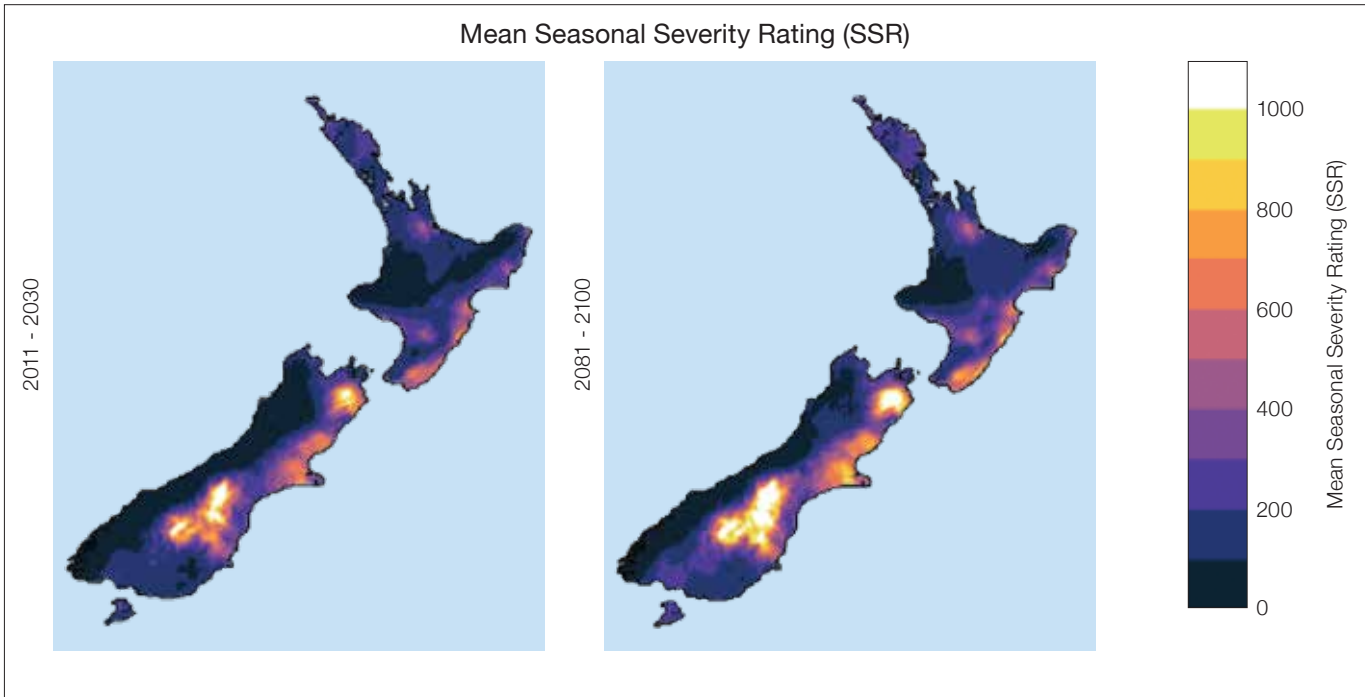 Mean Seasonal Severity Rating (SSR)
2011 - 2030
2081 - 2100
1000
800
600
400
200
0
Mean Seasonal Severity Rating (SSR)